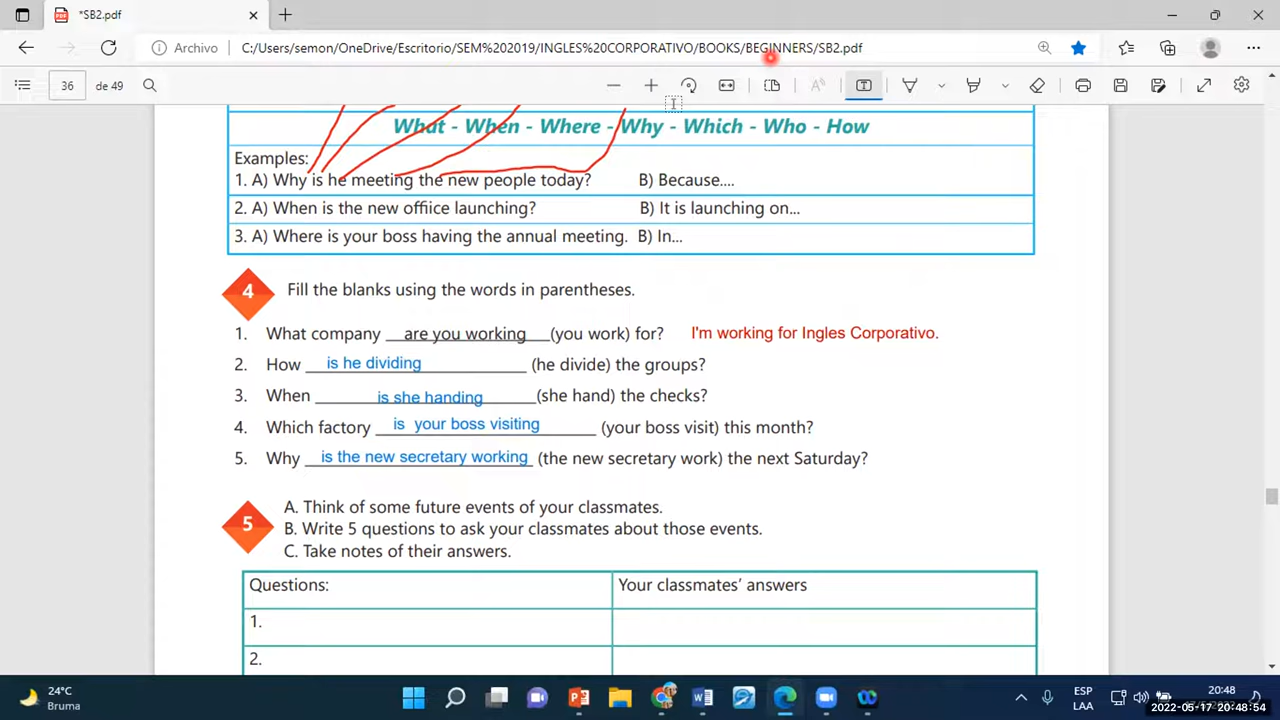 *SB2.pdf
Archivo C:/Users/semon/OneDrive/Escritorio/SEM%202019/INGLES%20CORPORATIVO/BOOKS/BEGINNERS/SB2.pdf
36 de 49
What - When - Where - Why - Which - Who - How
Examples:
1. A) Why is he meeting the new people today? B) Because....
2. A) When is the new office launching? B) It is launching on...
3. A) Where is your boss having the annual meeting. B) In...
4 Fill the blanks using the words in parentheses.
1. What company are you working (you work) for? I'm working for Ingles Corporativo.
2. How is he dividing (he divide) the groups?
3. When is she handing (she hand) the checks?
4. Which factory is your boss visiting (your boss visit) this month?
5. Why is the new secretary working (the new secretary work) the next Saturday?
5 A. Think of some future events of your classmates.
B. Write 5 questions to ask your classmates about those events.
C. Take notes of their answers.
Questions: Your classmates' answers
1.
2.
24°C ESP 20:48
Bruma LAA 2022-05-17 20:48:54